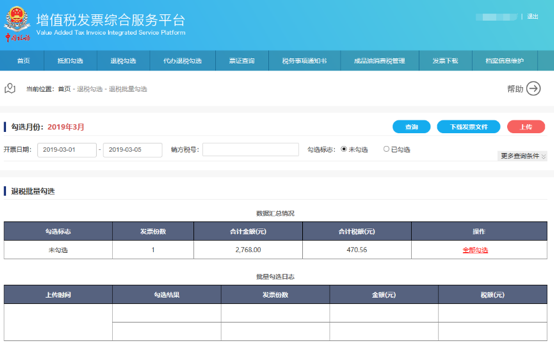 增值税发票综合服务平台
Value Added Tax Invoice Integrated Service Platform
退出
首页 抵扣勾选 退税勾选 代办退税勾选 票证查询 税务事项通知书 成品油消费税管理 发票下载 档案信息维护
当前位置：首页 - 退税勾选 - 退税批量勾选
帮助
勾选月份：2019年3月
查询 下载发票文件 上传
开票日期： 2019-03-01 - 2019-03-05 销方税号： 勾选标志： 未勾选 已勾选
更多查询条件
退税批量勾选
数据汇总情况
勾选标志 发票份数 合计金额(元) 合计税额(元) 操作
未勾选 1 2,768.00 470.56 全部勾选
批量勾选日志
上传时间 勾选结果 发票份数 金额(元) 税额(元)